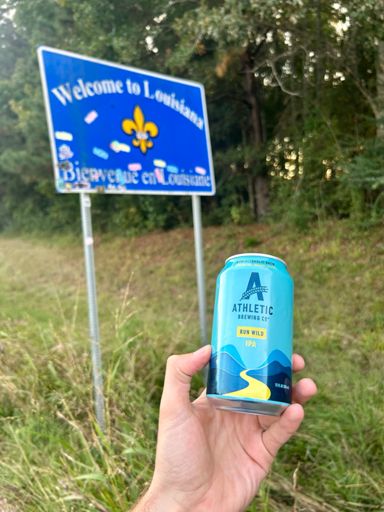 Welcome to Louisiana
Bienvenue en Louisiane
A
ATHLETIC
BREWING CO
RUN WILD
IPA